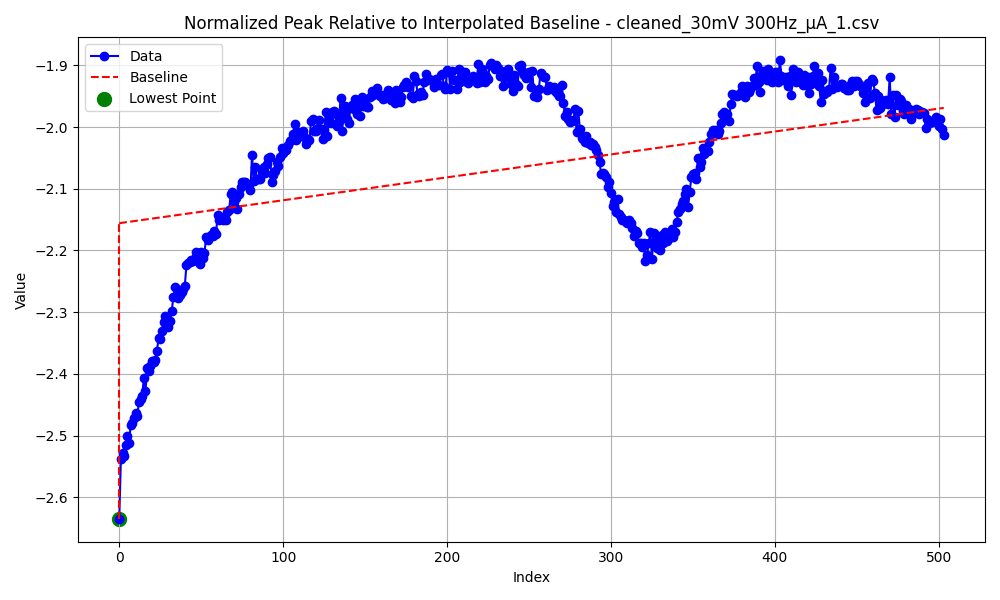 Normalized Peak Relative to Interpolated Baseline - cleaned_30mV 300Hz_μA_1.csv
Data
Baseline
Lowest Point
Value
−1.9
−2.0
−2.1
−2.2
−2.3
−2.4
−2.5
−2.6
0
100
200
300
400
500
Index